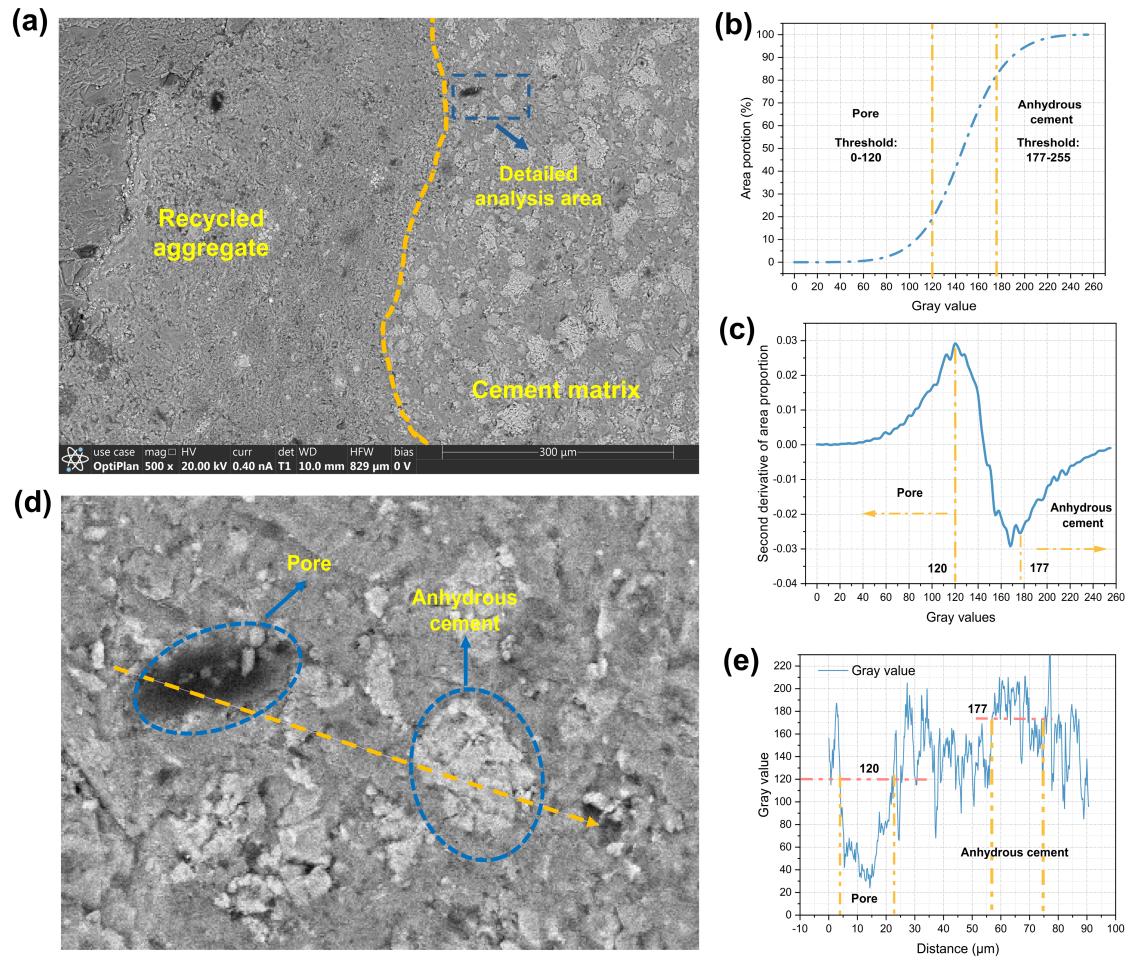 (a)
Recycled
aggregate
Detailed
analysis area
Cement matrix
use case
OptiPlan
mag
500 x
HV
20.00 kV
curr
0.40 nA
det
T1
WD
10.0 mm
HFW
829 µm
bias
0 V
300 µm
(b)
Area porotion (%)
100
90
80
70
60
50
40
30
20
10
0
Pore
Threshold:
0-120
Anhydrous
cement
Threshold:
177-255
0 20 40 60 80 100 120 140 160 180 200 220 240 260
Gray value
(c)
Second derivative of area proportion
0.03
0.02
0.01
0.00
-0.01
-0.02
-0.03
-0.04
Pore
Anhydrous
cement
120
177
0 20 40 60 80 100 120 140 160 180 200 220 240 260
Gray values
(d)
Pore
Anhydrous
cement
(e)
Gray value
220
200
180
160
140
120
100
80
60
40
20
0
Gray value
177
120
Anhydrous cement
Pore
-10 0 10 20 30 40 50 60 70 80 90 100
Distance (µm)